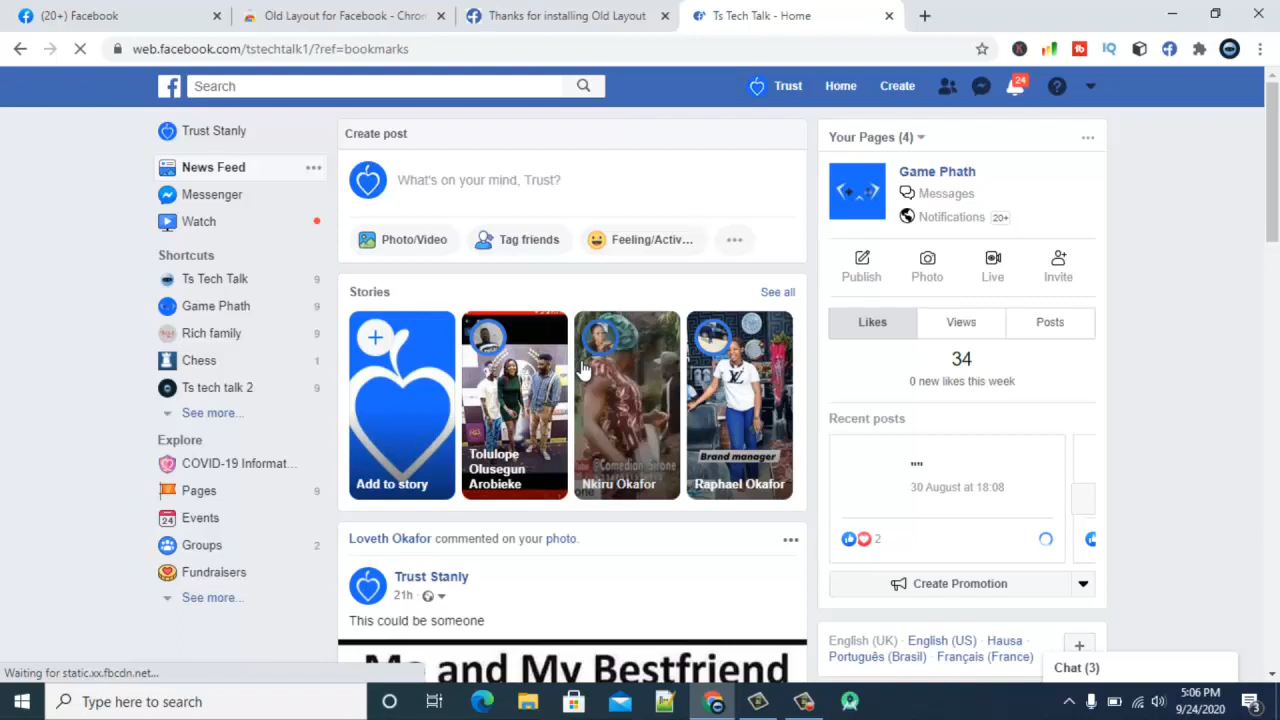 (20+) Facebook
Old Layout for Facebook - Chron
Thanks for installing Old Layout
Ts Tech Talk - Home
web.facebook.com/tstechtalk1/?ref=bookmarks
Search
Trust
Home
Create
24
Trust Stanly
News Feed
Messenger
Watch
Shortcuts
Ts Tech Talk 9
Game Phath 9
Rich family 9
Chess 1
Ts tech talk 2 9
See more...
Explore
COVID-19 Informat...
Pages 9
Events
Groups 2
Fundraisers
See more...
Create post
What's on your mind, Trust?
Photo/Video
Tag friends
Feeling/Activ...
Stories
See all
Add to story
Tolulope
Olusegun
Arobieke
@Comedian Sirone
Nkiru Okafor
Brand manager
Raphael Okafor
Loveth Okafor commented on your photo.
Trust Stanly
21h
This could be someone
Me and My Bestfriend
Your Pages (4)
Game Phath
Messages
Notifications 20+
Publish
Photo
Live
Invite
Likes
Views
Posts
34
0 new likes this week
Recent posts
""
30 August at 18:08
2
Create Promotion
English (UK) · English (US) · Hausa ·
Português (Brasil) · Français (France)
Chat (3)
Waiting for static.xx.fbcdn.net...
Type here to search
5:06 PM
9/24/2020
3